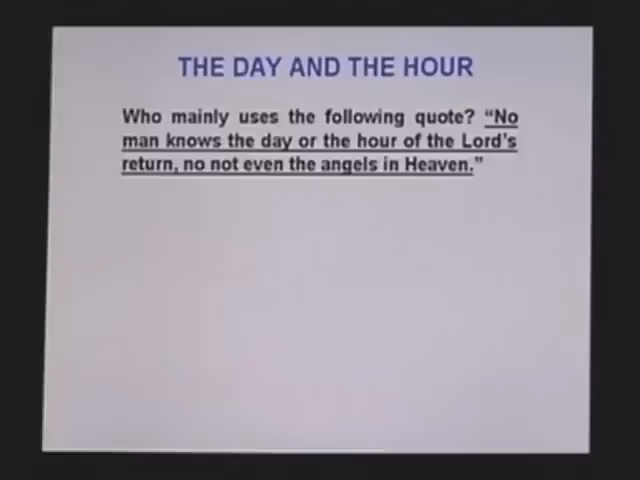 THE DAY AND THE HOUR
Who mainly uses the following quote? “No
man knows the day or the hour of the Lord’s
return, no not even the angels in Heaven.”